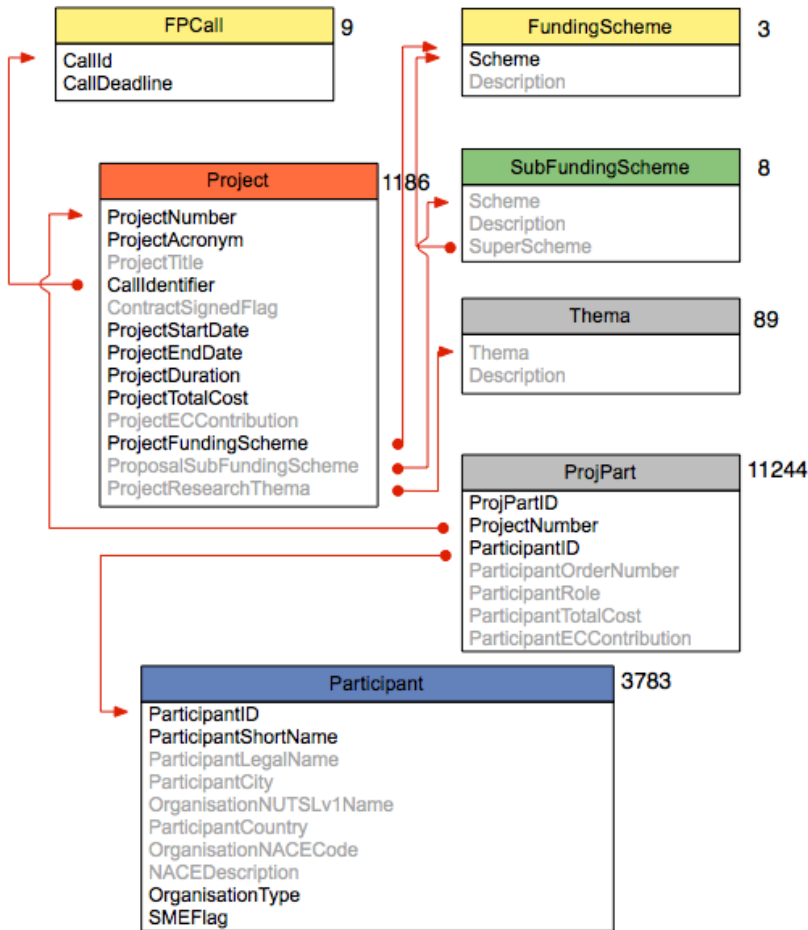 FPCall
9
CallId
CallDeadline
FundingScheme
3
Scheme
Description
Project
1186
ProjectNumber
ProjectAcronym
ProjectTitle
CallIdentifier
ContractSignedFlag
ProjectStartDate
ProjectEndDate
ProjectDuration
ProjectTotalCost
ProjectECContribution
ProjectFundingScheme
ProposalSubFundingScheme
ProjectResearchThema
SubFundingScheme
8
Scheme
Description
SuperScheme
Thema
89
Thema
Description
ProjPart
11244
ProjPartID
ProjectNumber
ParticipantID
ParticipantOrderNumber
ParticipantRole
ParticipantTotalCost
ParticipantECContribution
Participant
3783
ParticipantID
ParticipantShortName
ParticipantLegalName
ParticipantCity
OrganisationNUTSLv1Name
ParticipantCountry
OrganisationNACECode
NACEDescription
OrganisationType
SMEFlag